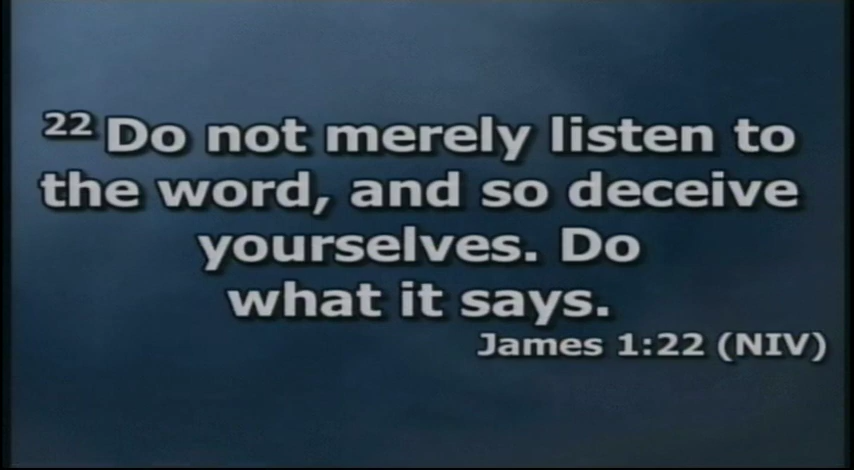 22 Do not merely listen to
the word, and so deceive
yourselves. Do
what it says.
James 1:22 (NIV)